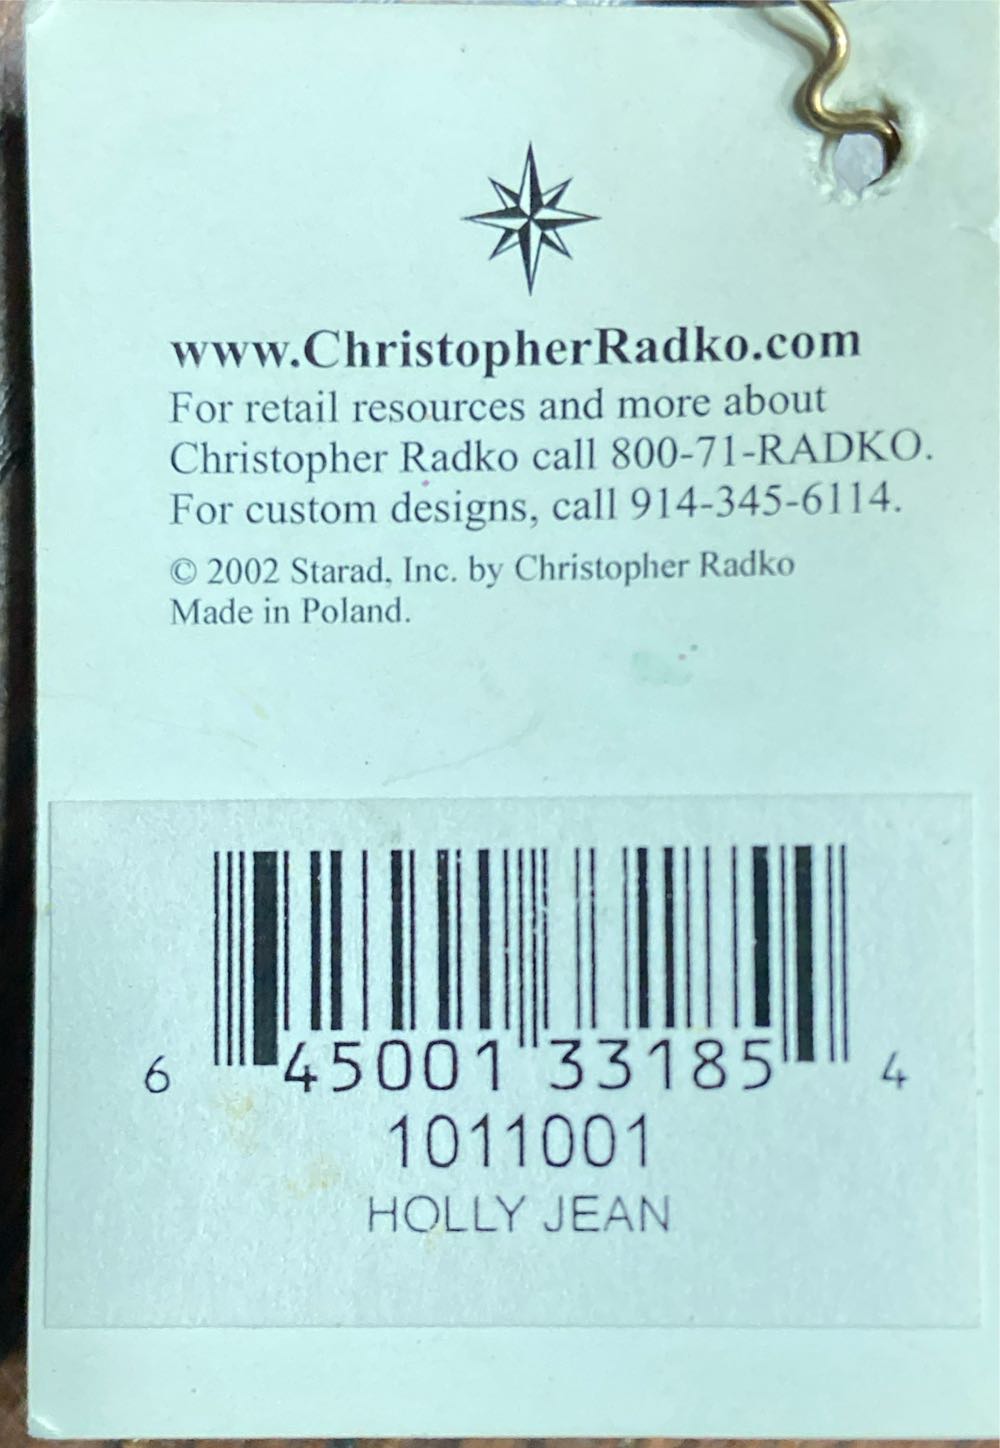 www.ChristopherRadko.com
For retail resources and more about
Christopher Radko call 800-71-RADKO.
For custom designs, call 914-345-6114.
© 2002 Starad, Inc. by Christopher Radko
Made in Poland.
6 45001 33185 4
1011001
HOLLY JEAN